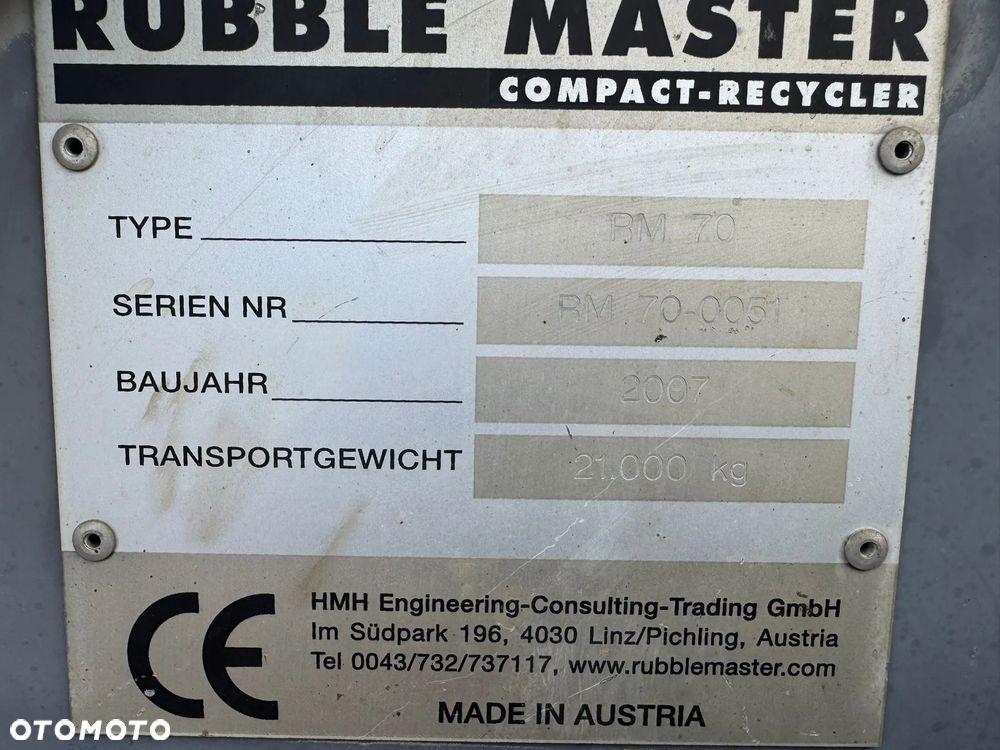 RUBBLE MASTER
COMPACT-RECYCLER
TYPE RM 70
SERIEN NR RM 70-0051
BAUJAHR 2007
TRANSPORTGEWICHT 21.000 kg
CE
HMH Engineering-Consulting-Trading GmbH
Im Südpark 196, 4030 Linz/Pichling, Austria
Tel 0043/732/737117, www.rubblemaster.com
MADE IN AUSTRIA
OTOMOTO